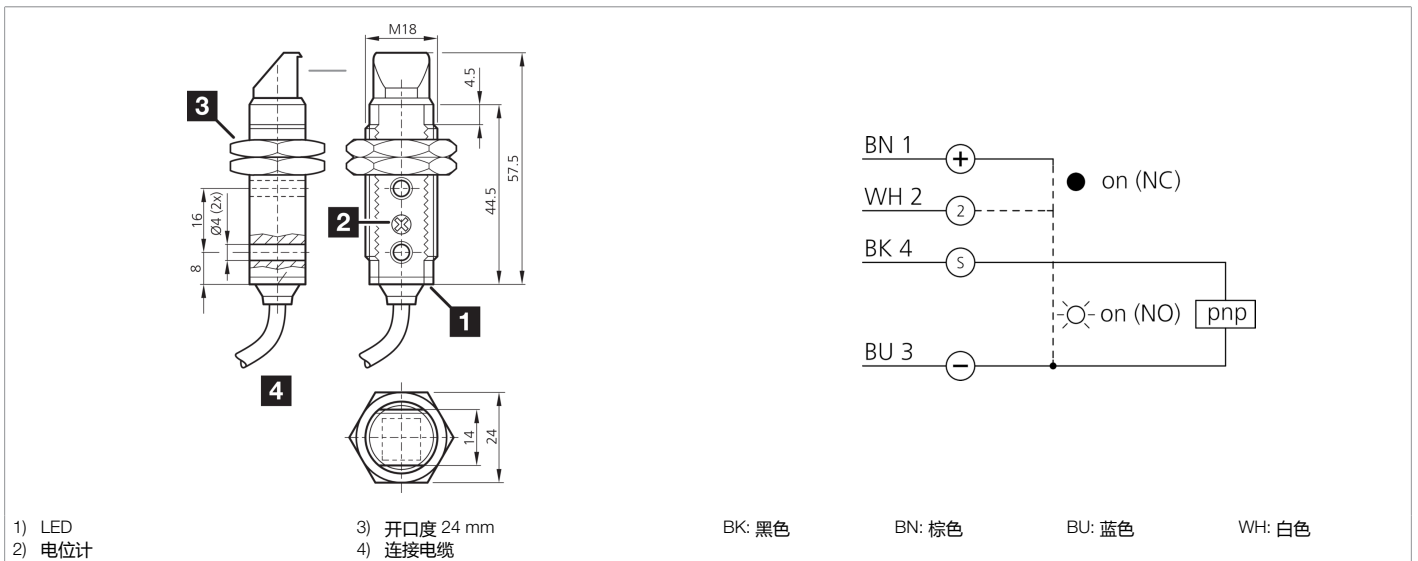 M18
4.5
3
57.5
44.5
16
Ø4 (2x)
8
2
1
4
14
24
BN 1
+
on (NC)
WH 2
2
BK 4
S
on (NO)
pnp
BU 3
−
1) LED
2) 电位计
3) 开口度 24 mm
4) 连接电缆
BK: 黑色 BN: 棕色 BU: 蓝色 WH: 白色